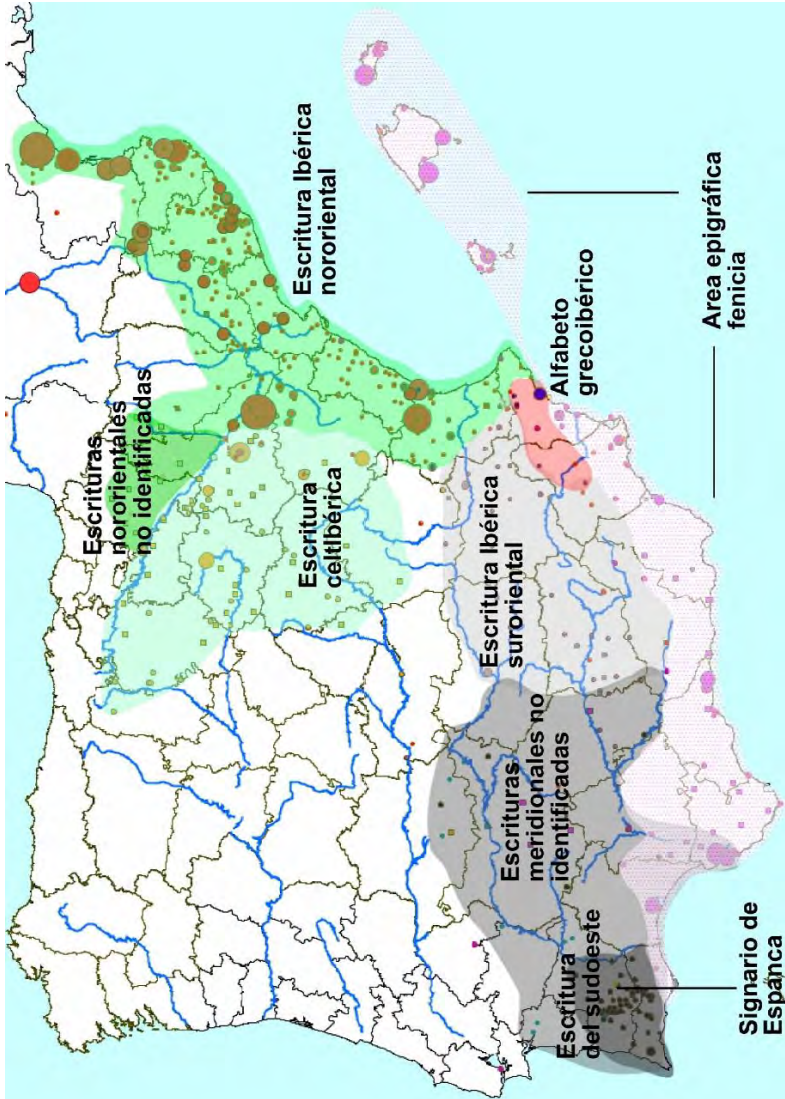 Escrituras
nororientales
no identificadas
Escritura Ibérica
nororiental
Escritura
celtibérica
Alfabeto
grecoibérico
Area epigráfica
fenicia
Escritura Ibérica
suroriental
Escrituras
meridionales no
identificadas
Escritura
del sudoeste
Signario de
Espanca